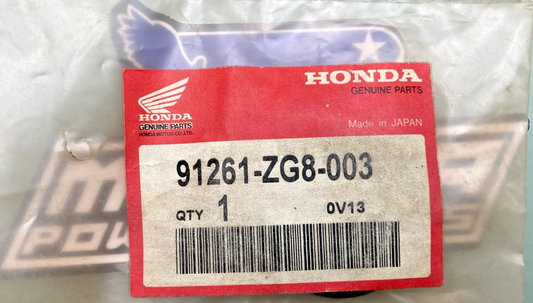 HONDA
GENUINE PARTS
HONDA MOTOR CO.,LTD.
HONDA
GENUINE PARTS
Made in JAPAN
91261-ZG8-003
QTY 1 0V13